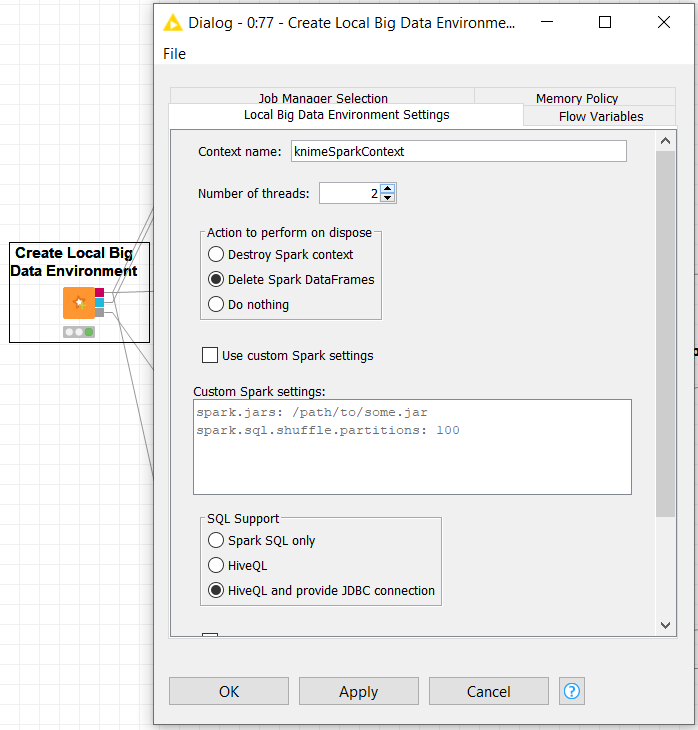 Dialog - 0:77 - Create Local Big Data Environme...
File
Job Manager Selection
Memory Policy
Local Big Data Environment Settings
Flow Variables
Context name:
knimeSparkContext
Number of threads:
2
Action to perform on dispose
Destroy Spark context
Delete Spark DataFrames
Do nothing
Create Local Big
Data Environment
Use custom Spark settings
Custom Spark settings:
spark.jars: /path/to/some.jar
spark.sql.shuffle.partitions: 100
SQL Support
Spark SQL only
HiveQL
HiveQL and provide JDBC connection
OK
Apply
Cancel
?